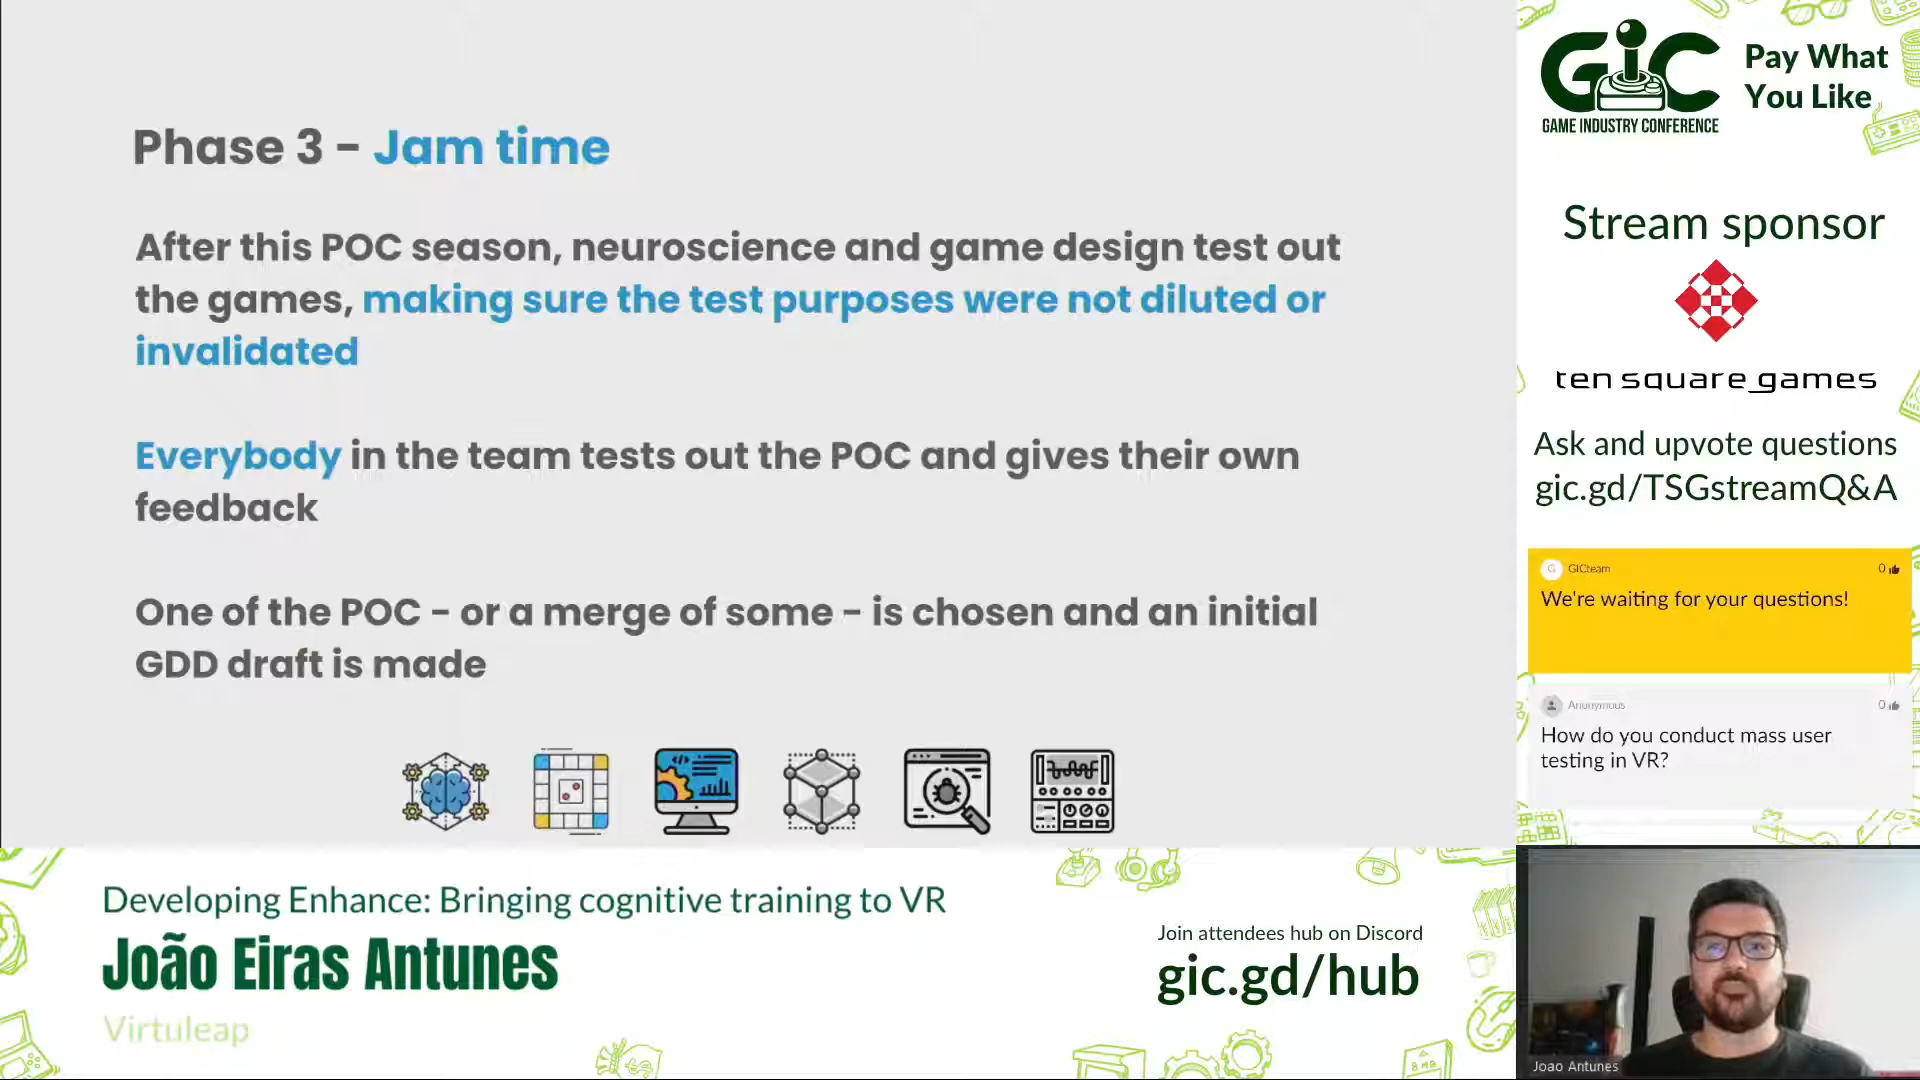 Phase 3 - Jam time
After this POC season, neuroscience and game design test out
the games, making sure the test purposes were not diluted or
invalidated
Everybody in the team tests out the POC and gives their own
feedback
One of the POC - or a merge of some - is chosen and an initial
GDD draft is made
GIC
GAME INDUSTRY CONFERENCE
Pay What
You Like
Stream sponsor
ten square games
Ask and upvote questions
gic.gd/TSGstreamQ&A
G GICteam 0
We're waiting for your questions!
Anonymous 0
How do you conduct mass user
testing in VR?
Developing Enhance: Bringing cognitive training to VR
João Eiras Antunes
Virtuleap
Join attendees hub on Discord
gic.gd/hub
Joao Antunes